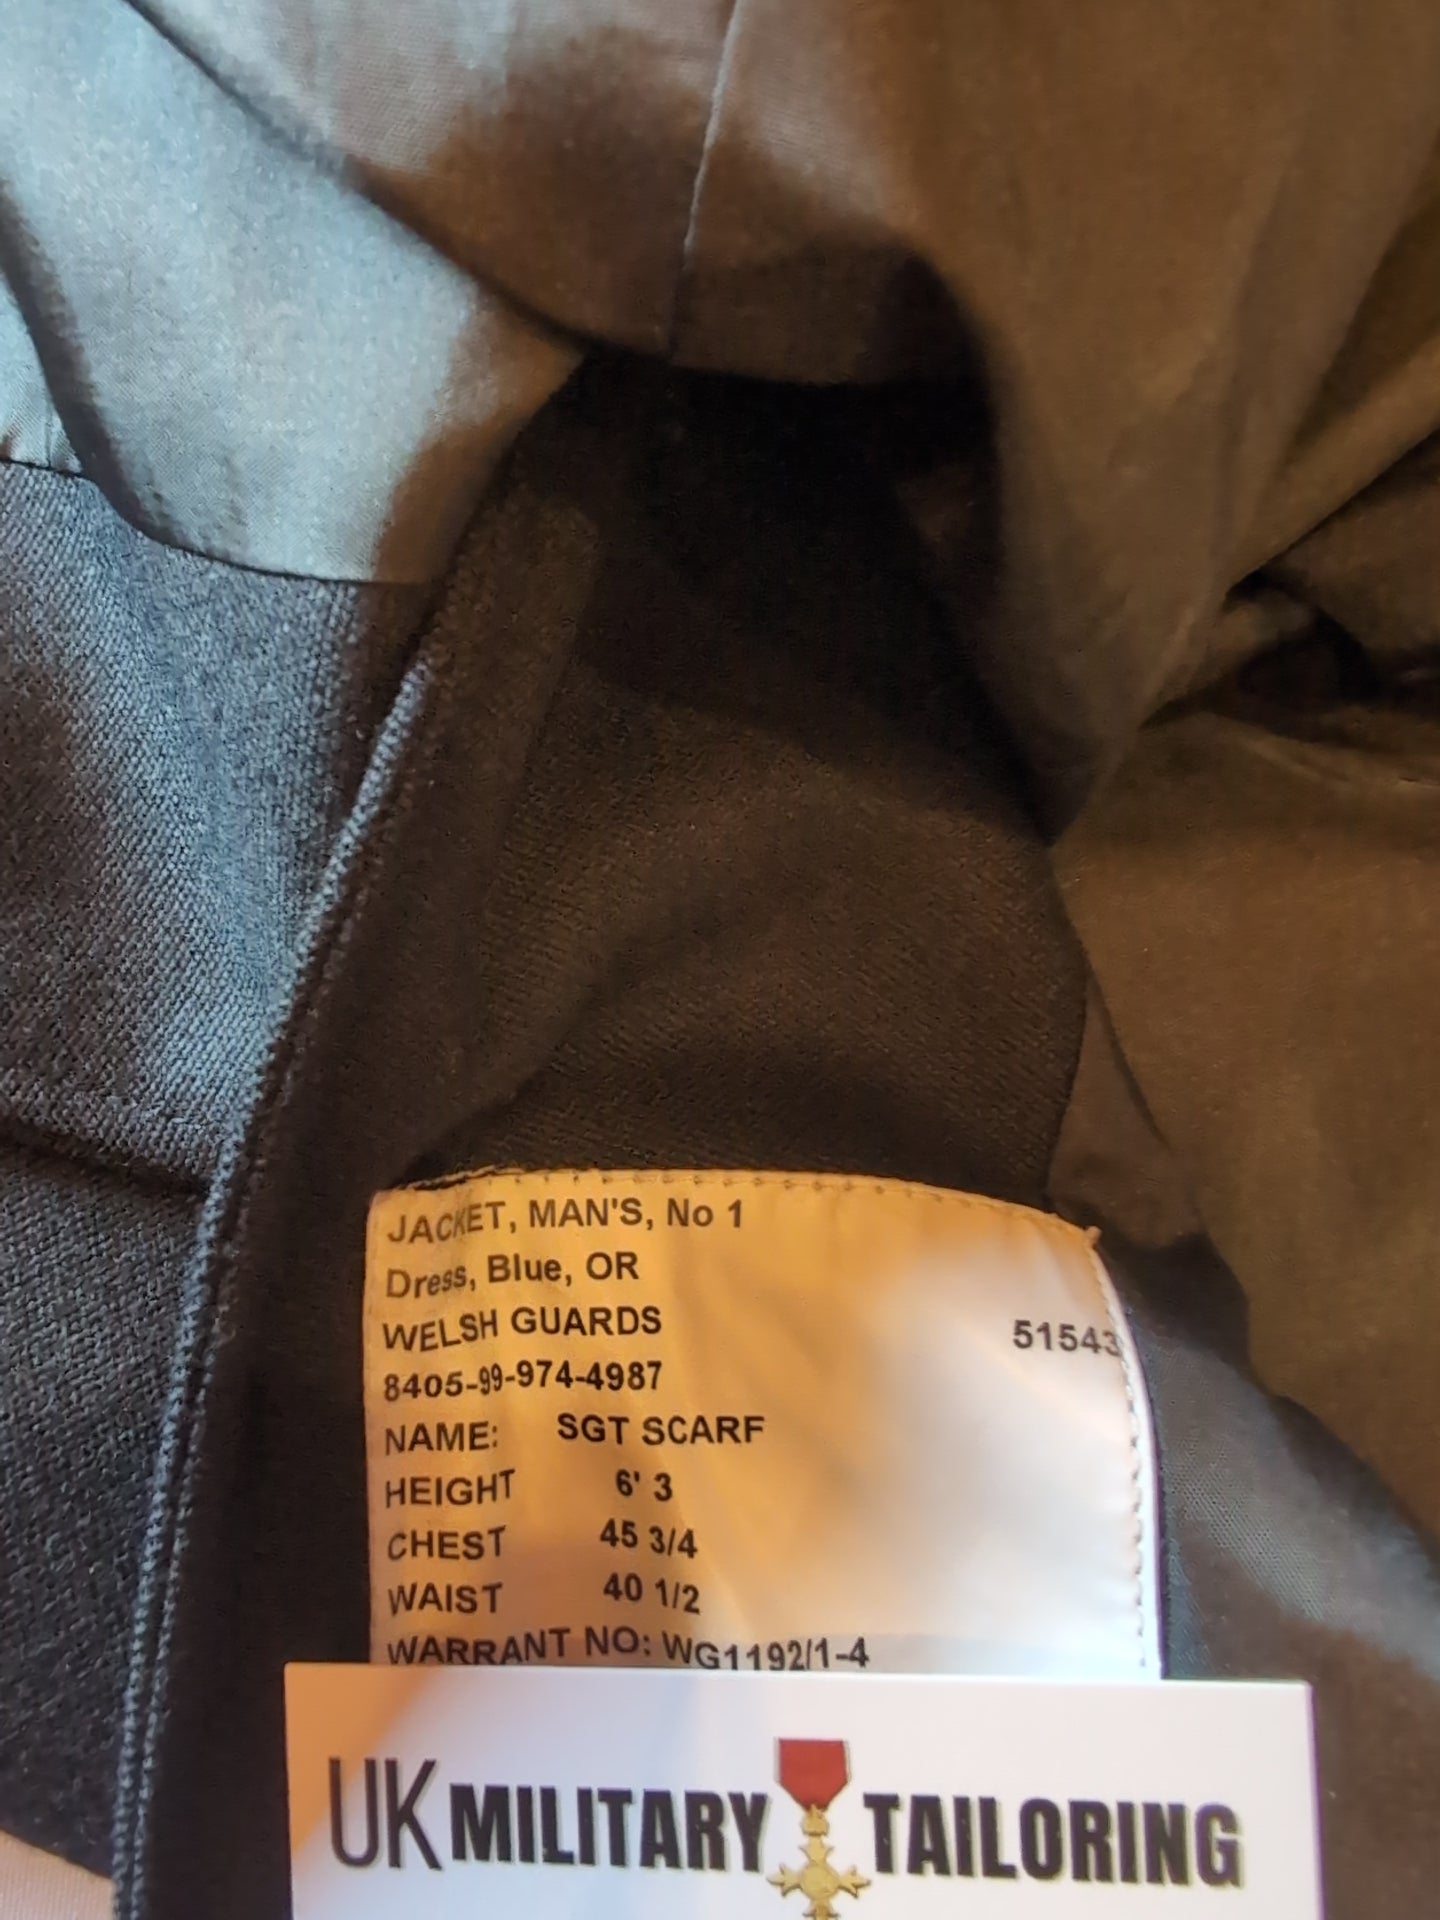 JACKET, MAN'S, No 1
Dress, Blue, OR
WELSH GUARDS
51543
8405-99-974-4987
NAME: SGT SCARF
HEIGHT 6' 3
CHEST 45 3/4
WAIST 40 1/2
WARRANT NO: WG1192/1-4
UK MILITARY TAILORING